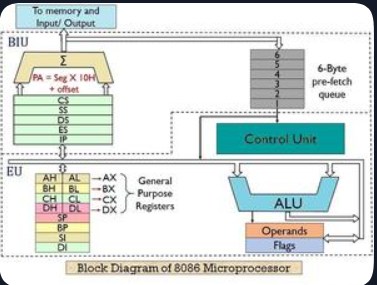 To memory and
Input/ Output
BIU
Σ
PA = Seg X 10H
+ offset
CS
SS
DS
ES
IP
6
5
4
3
2
1
6-Byte
pre-fetch
queue
Control Unit
EU
AH AL → AX
BH BL → BX
CH CL → CX
DH DL → DX
SP
BP
SI
DI
General
Purpose
Registers
ALU
Operands
Flags
Block Diagram of 8086 Microprocessor